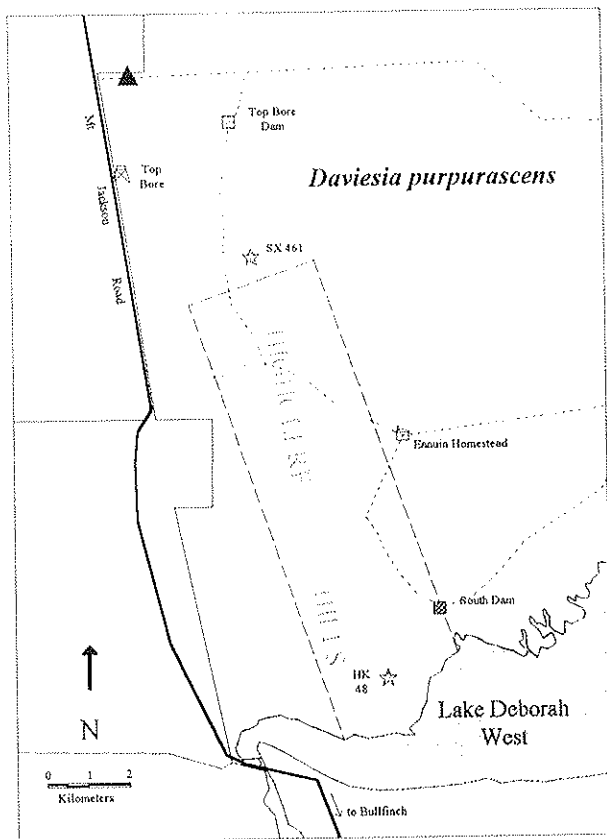 Top Bore
Dam
Daviesia purpurascens
Mt
Jackson
Road
Top
Bore
SX 461
Ennuin Homestead
South Dam
HILLS
HK
48
Lake Deborah
West
N
0 1 2
Kilometers
to Bullfinch